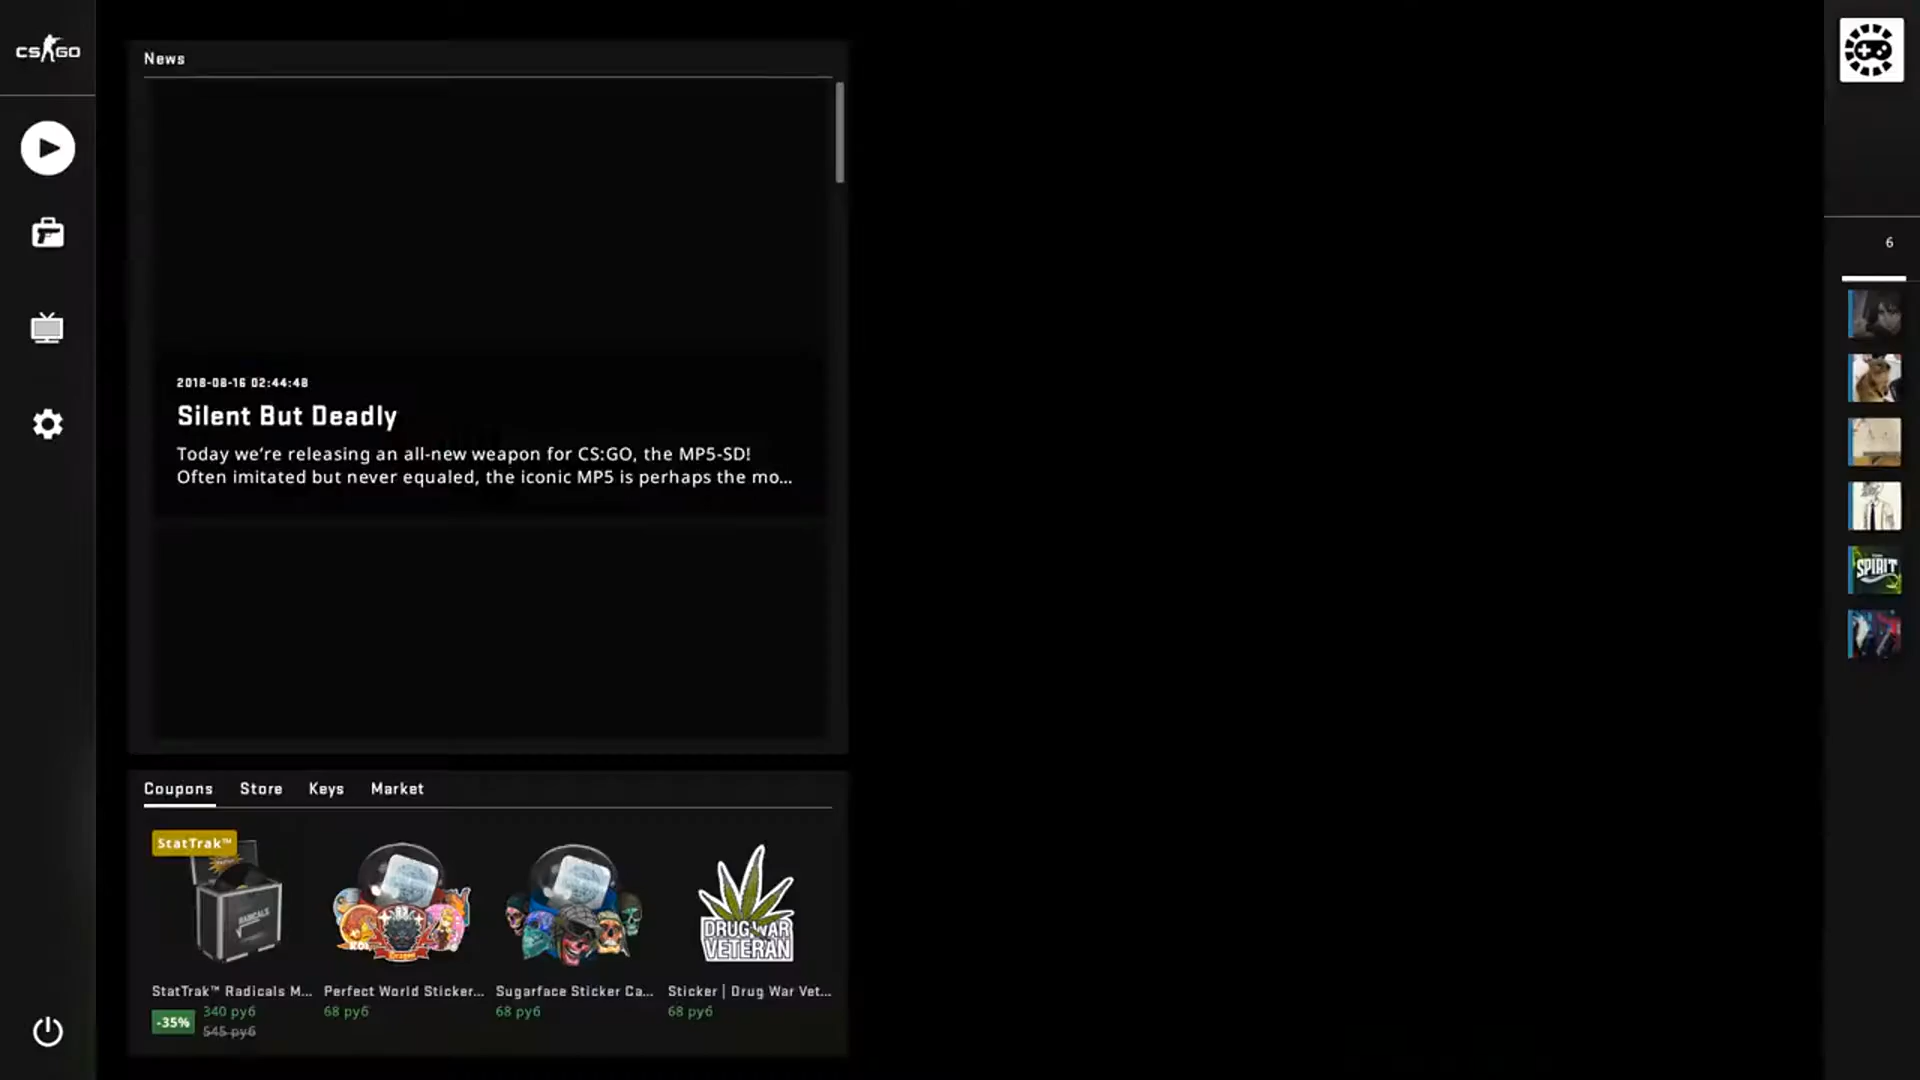 CS GO
News
6
2018-08-16 02:44:48
Silent But Deadly
Today we’re releasing an all-new weapon for CS:GO, the MP5-SD!
Often imitated but never equaled, the iconic MP5 is perhaps the mo...
SPIRIT
Coupons Store Keys Market
StatTrak™
RADICALS
DRUG WAR
VETERAN
Dragon
StatTrak™ Radicals M... Perfect World Sticker... Sugarface Sticker Ca... Sticker | Drug War Vet...
-35% 340 руб 68 руб 68 руб 68 руб
545 руб